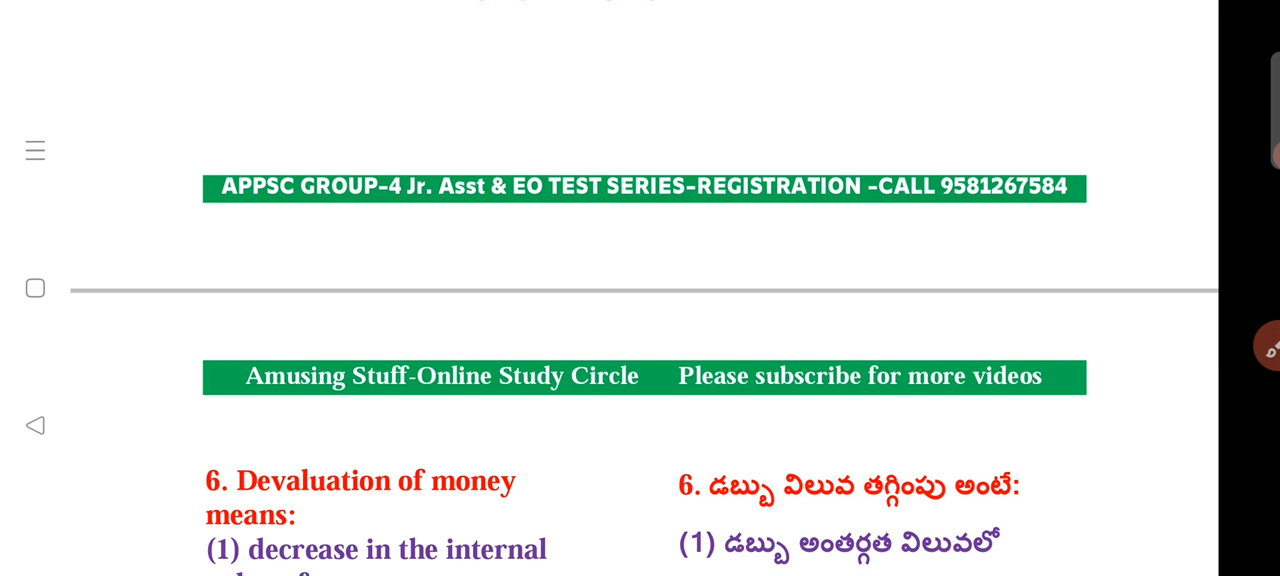 APPSC GROUP-4 Jr. Asst & EO TEST SERIES-REGISTRATION -CALL 9581267584
Amusing Stuff-Online Study Circle Please subscribe for more videos
6. Devaluation of money
means:
(1) decrease in the internal
6. డబ్బు విలువ తగ్గింపు అంటే:
(1) డబ్బు అంతర్గత విలువలో